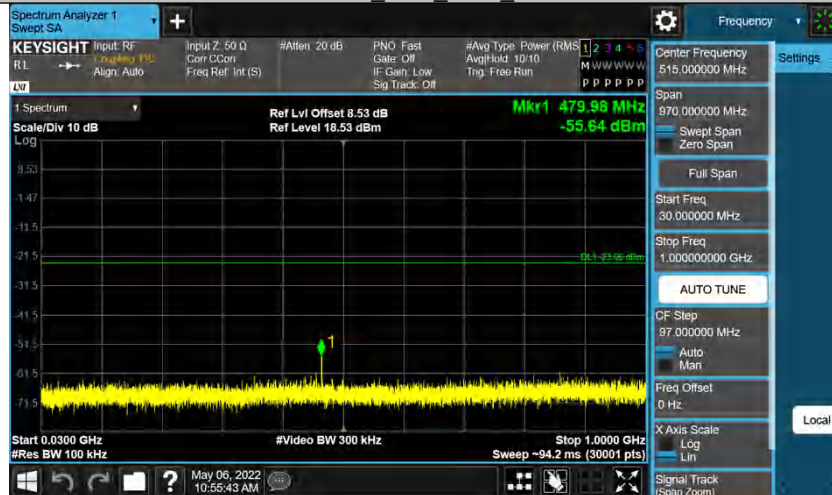 Spectrum Analyzer 1
Swept SA
Frequency
KEYSIGHT
RL
LXI
Input: RF
Coupling: DC
Align: Auto
Input Z: 50 Ω
Corr CCorr
Freq Ref: Int (S)
#Atten: 20 dB
PNO: Fast
Gate: Off
IF Gain: Low
Sig Track: Off
#Avg Type: Power (RMS
Avg|Hold: 10/10
Trig: Free Run
1 2 3 4 5 6
M W W W W W
P P P P P P
1 Spectrum
Scale/Div 10 dB
Log
Ref Lvl Offset 8.53 dB
Ref Level 18.53 dBm
Mkr1 479.98 MHz
-55.64 dBm
8.53
-1.47
-11.5
-21.5
-31.5
-41.5
-51.5
-61.5
-71.5
1
Start 0.0300 GHz
#Res BW 100 kHz
#Video BW 300 kHz
Stop 1.0000 GHz
Sweep ~94.2 ms (30001 pts)
May 06, 2022
10:55:43 AM
Center Frequency
515.000000 MHz
Span
970.000000 MHz
Swept Span
Zero Span
Full Span
Start Freq
30.000000 MHz
Stop Freq
1.000000000 GHz
AUTO TUNE
CF Step
97.000000 MHz
Auto
Man
Freq Offset
0 Hz
X Axis Scale
Log
Lin
Signal Track
(Span Zoom)
Settings
Local